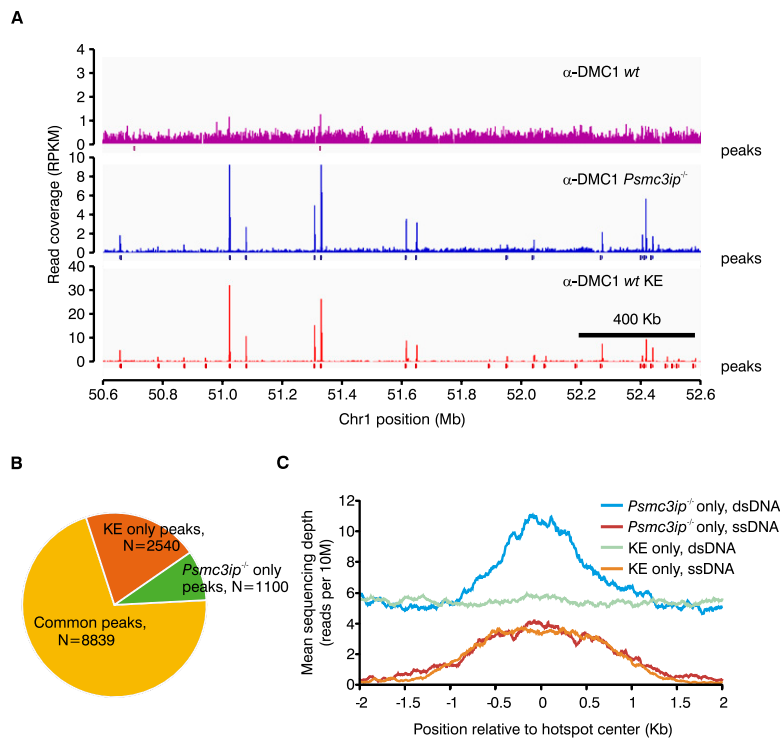 A
Read coverage (RPKM)
4
3
2
1
0
α-DMC1 wt
peaks
10
8
6
4
2
0
α-DMC1 Psmc3ip-/-
peaks
40
30
20
10
0
α-DMC1 wt KE
400 Kb
peaks
50.6 50.8 51.0 51.2 51.4 51.6 51.8 52.0 52.2 52.4 52.6
Chr1 position (Mb)
B
KE only peaks,
N=2540
Psmc3ip-/- only
peaks, N=1100
Common peaks,
N=8839
C
Mean sequencing depth
(reads per 10M)
12
10
8
6
4
2
0
Psmc3ip-/- only, dsDNA
Psmc3ip-/- only, ssDNA
KE only, dsDNA
KE only, ssDNA
-2 -1.5 -1 -0.5 0 0.5 1 1.5 2
Position relative to hotspot center (Kb)